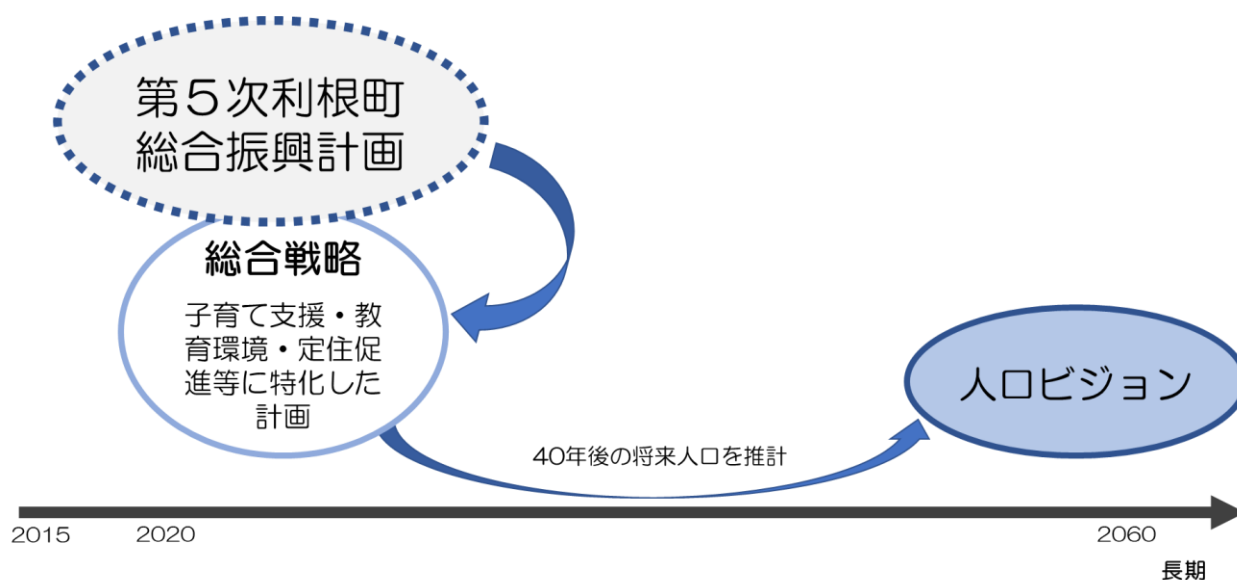 第５次利根町
総合振興計画
総合戦略
子育て支援・教
育環境・定住促
進等に特化した
計画
人口ビジョン
40年後の将来人口を推計
2015
2020
2060
長期